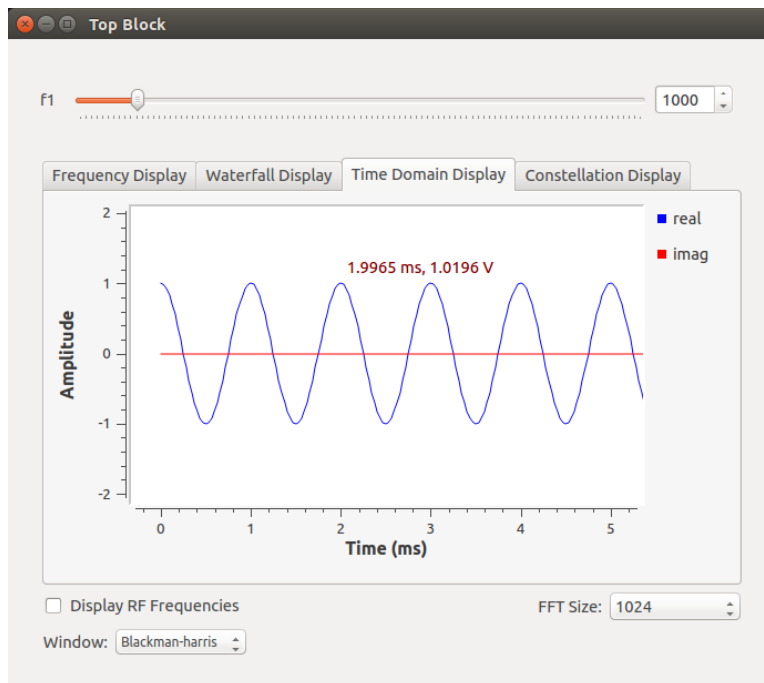 Top Block
f1 1000
Frequency Display Waterfall Display Time Domain Display Constellation Display
2
1
0
-1
-2
Amplitude
1.9965 ms, 1.0196 V
real
imag
0 1 2 3 4 5
Time (ms)
Display RF Frequencies FFT Size: 1024
Window: Blackman-harris